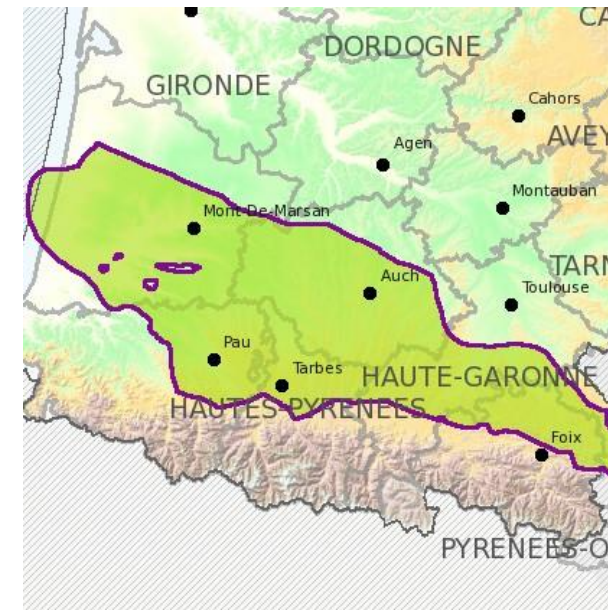 CA
DORDOGNE
GIRONDE
Cahors
AVEY
Agen
Montauban
Mont-De-Marsan
TARN
Auch
Toulouse
Pau
Tarbes
HAUTE-GARONNE
HAUTES-PYRENEES
Foix
PYRENEES-O